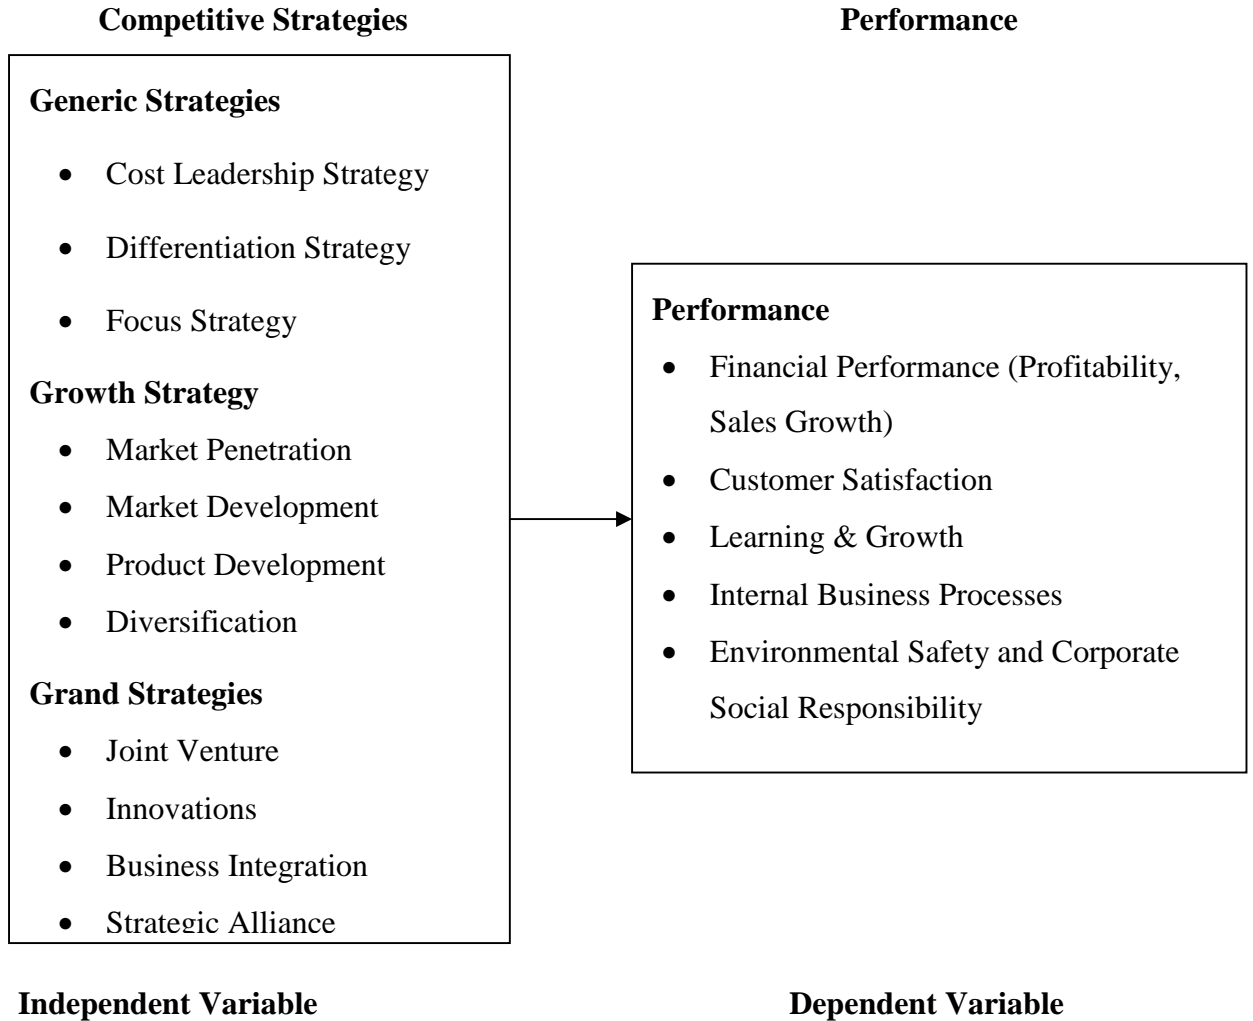 Competitive Strategies
Performance
Generic Strategies
• Cost Leadership Strategy
• Differentiation Strategy
• Focus Strategy
Growth Strategy
• Market Penetration
• Market Development
• Product Development
• Diversification
Grand Strategies
• Joint Venture
• Innovations
• Business Integration
• Strategic Alliance
Performance
• Financial Performance (Profitability,
Sales Growth)
• Customer Satisfaction
• Learning & Growth
• Internal Business Processes
• Environmental Safety and Corporate
Social Responsibility
Independent Variable
Dependent Variable